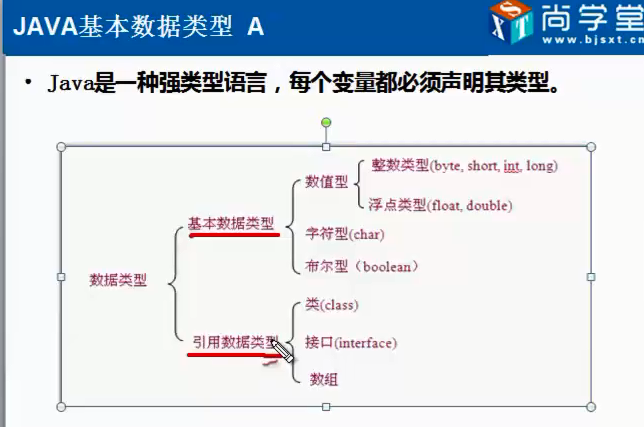 JAVA基本数据类型 A
尚学堂
www.bjsxt.cn
• Java是一种强类型语言，每个变量都必须声明其类型。
整数类型(byte, short, int, long)
数值型
浮点类型(float, double)
基本数据类型
字符型(char)
布尔型（boolean）
数据类型
类(class)
引用数据类型
接口(interface)
数组